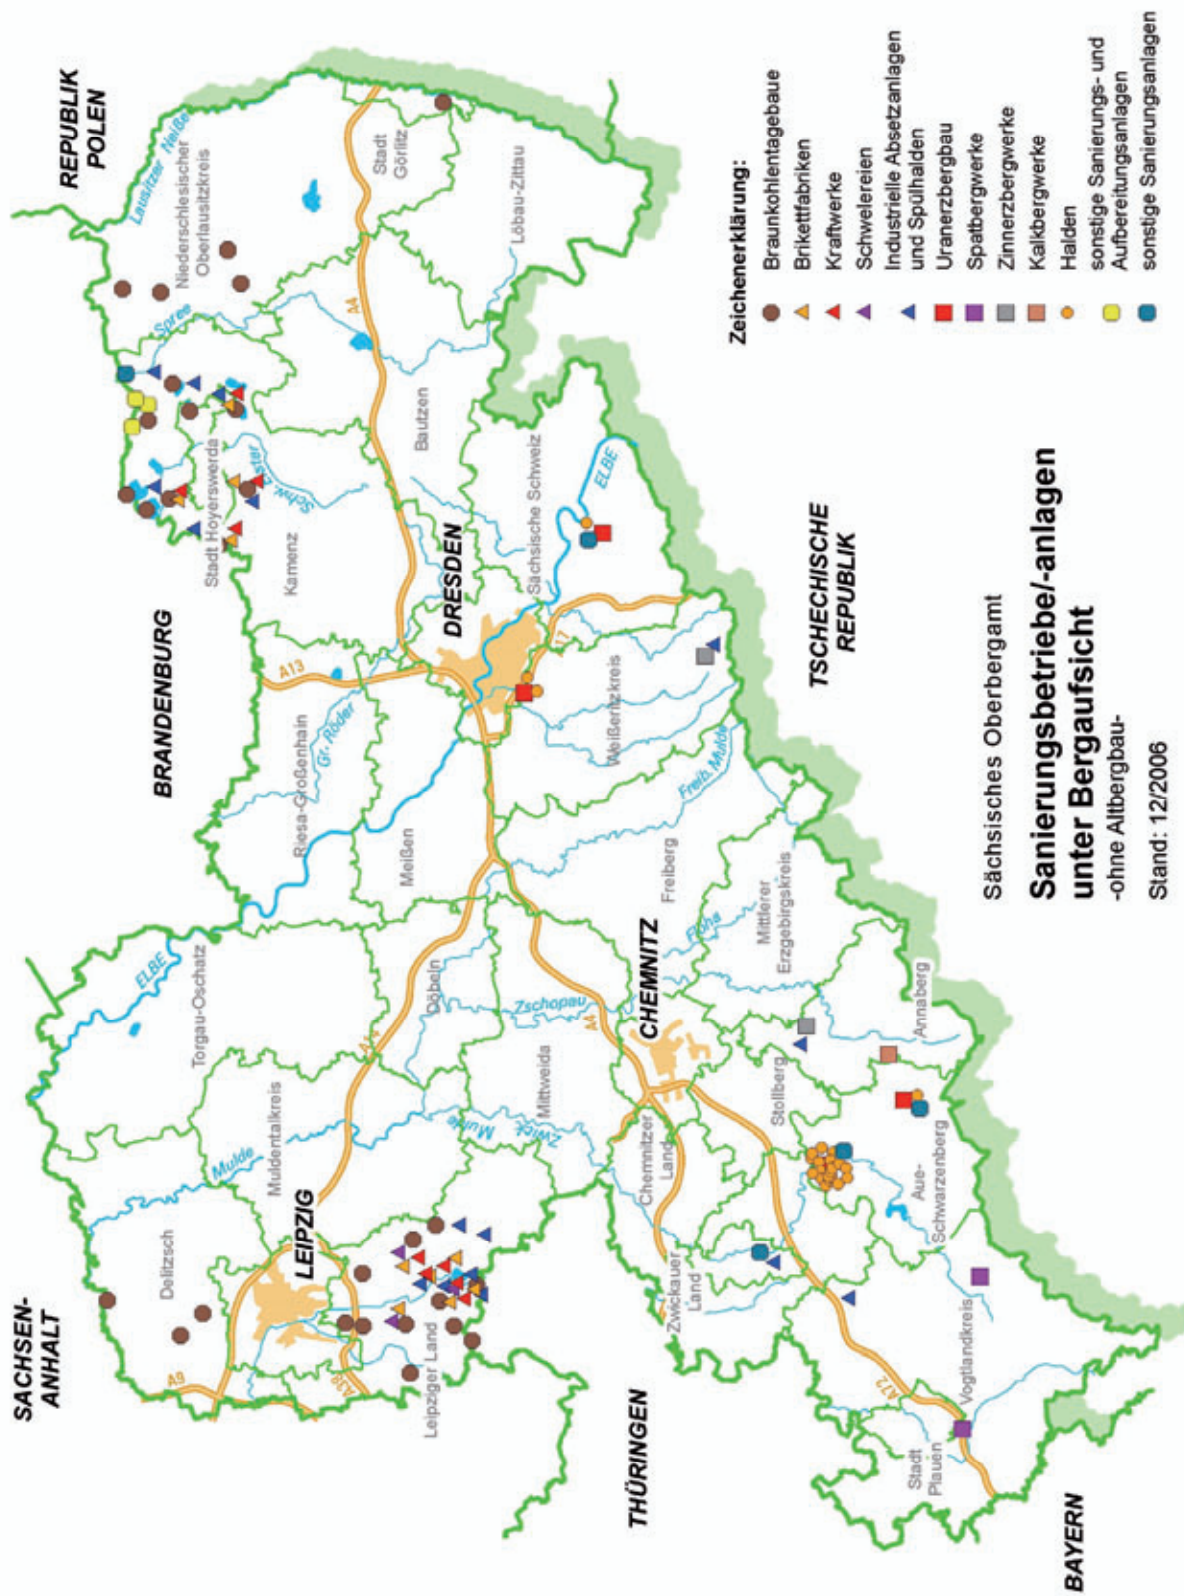 SACHSEN-
ANHALT
BRANDENBURG
REPUBLIK
POLEN
THÜRINGEN
BAYERN
TSCHECHISCHE
REPUBLIK
LEIPZIG
CHEMNITZ
DRESDEN
Delitzsch
Torgau-Oschatz
Muldentalkreis
Leipziger Land
Döbeln
Mittweida
Riesa-Großenhain
Meißen
Kamenz
Stadt Hoyerswerda
Niederschlesischer
Oberlausitzkreis
Stadt
Görlitz
Löbau-Zittau
Bautzen
Sächsische Schweiz
Weißeritzkreis
Freiberg
Mittlerer
Erzgebirgskreis
Annaberg
Stollberg
Chemnitzer
Land
Zwickauer
Land
Aue-
Schwarzenberg
Vogtlandkreis
Stadt
Plauen
ELBE
Mulde
Zwick.
Mulde
Zschopau
Flöha
Freib. Mulde
Gr. Röder
Schw. Elster
Spree
Lausitzer Neiße
ELBE
A9
A38
A13
A4
A4
A17
A72
Zeichenerklärung:
Braunkohlentagebaue
Brikettfabriken
Kraftwerke
Schwelereien
Industrielle Absetzanlagen
und Spülhalden
Uranerzbergbau
Spatbergwerke
Zinnerzbergwerke
Kalkbergwerke
Halden
sonstige Sanierungs- und
Aufbereitungsanlagen
sonstige Sanierungsanlagen
Sächsisches Oberbergamt
Sanierungsbetriebe/-anlagen
unter Bergaufsicht
-ohne Altbergbau-
Stand: 12/2006